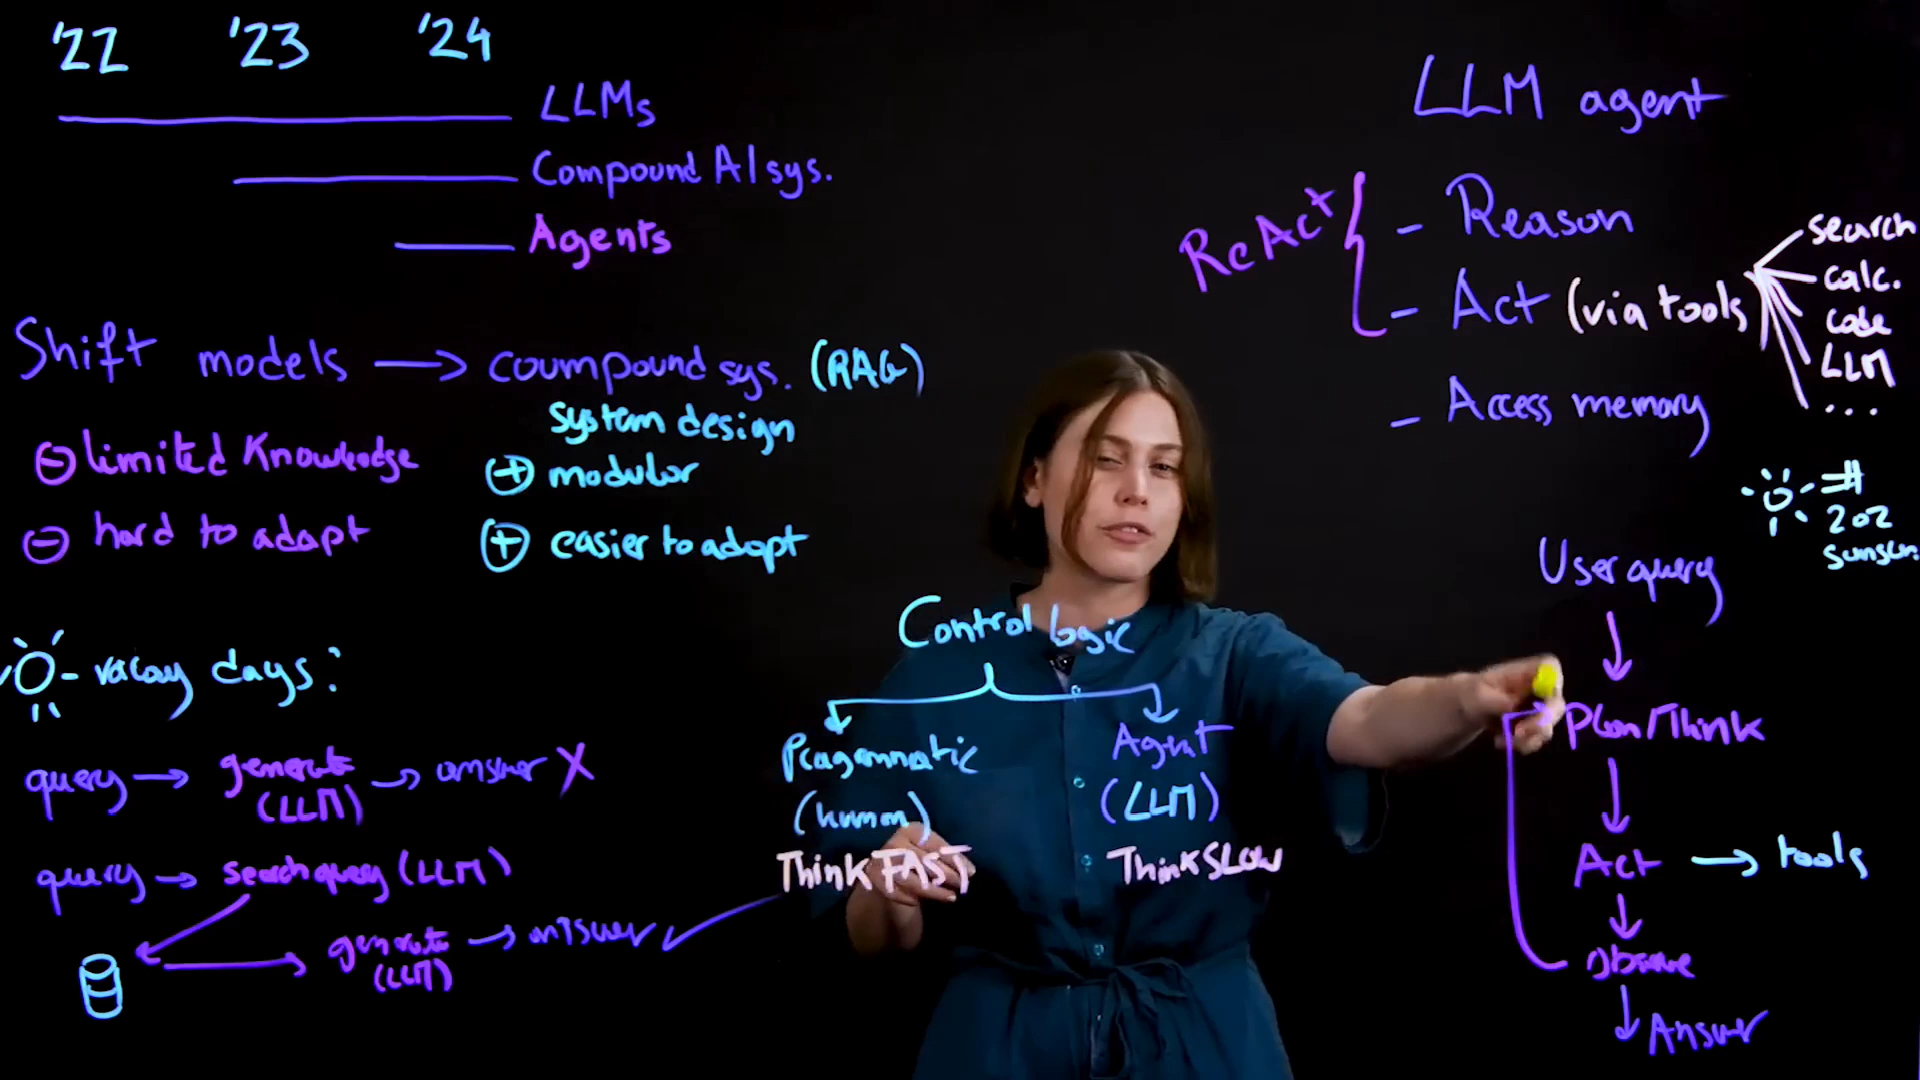 '22 '23 '24
LLMs
Compound AI sys.
Agents
Shift models → coumpound sys. (RAG)
system design
⊖ limited knowledge
⊕ modular
⊖ hard to adapt
⊕ easier to adapt
- vacay days:
query → generate → answer X
(LLM)
query → search query (LLM)
generate → answer
(LLM)
Control logic
Agent
(human)
(LLM)
Think FAST
Think SLOW
LLM agent
ReAct
- Reason
- Act (via tools
- Access memory
search
calc.
code
LLM
...
2oz
sunscn.
User query
Plan/Think
Act → tools
Observe
Answer